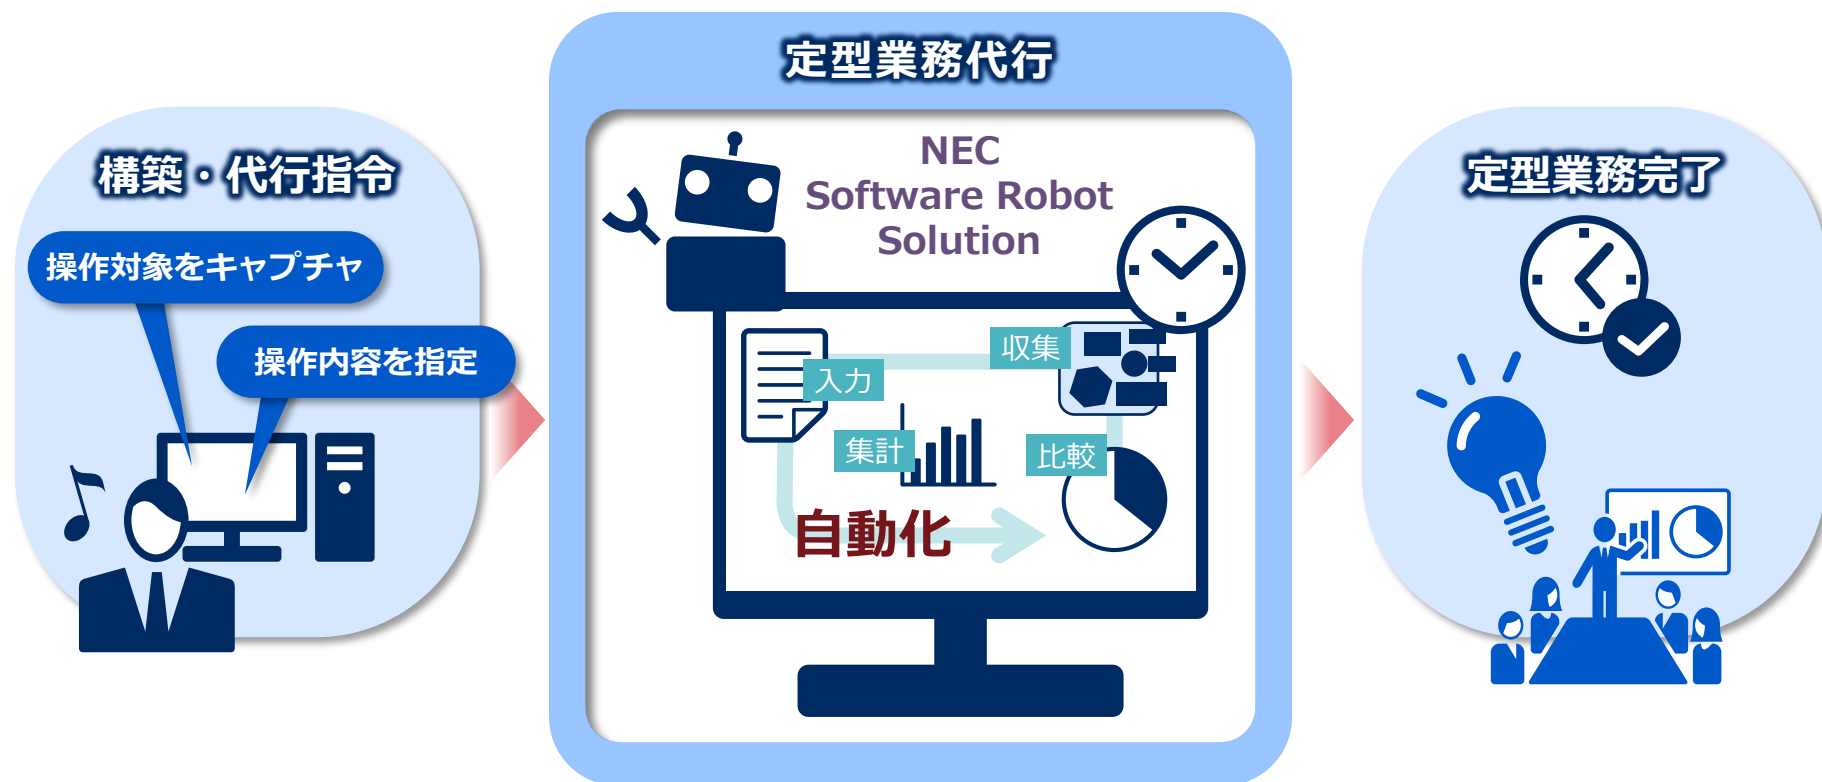 構築・代行指令
操作対象をキャプチャ
操作内容を指定
定型業務代行
NEC
Software Robot
Solution
入力
収集
集計
比較
自動化
定型業務完了